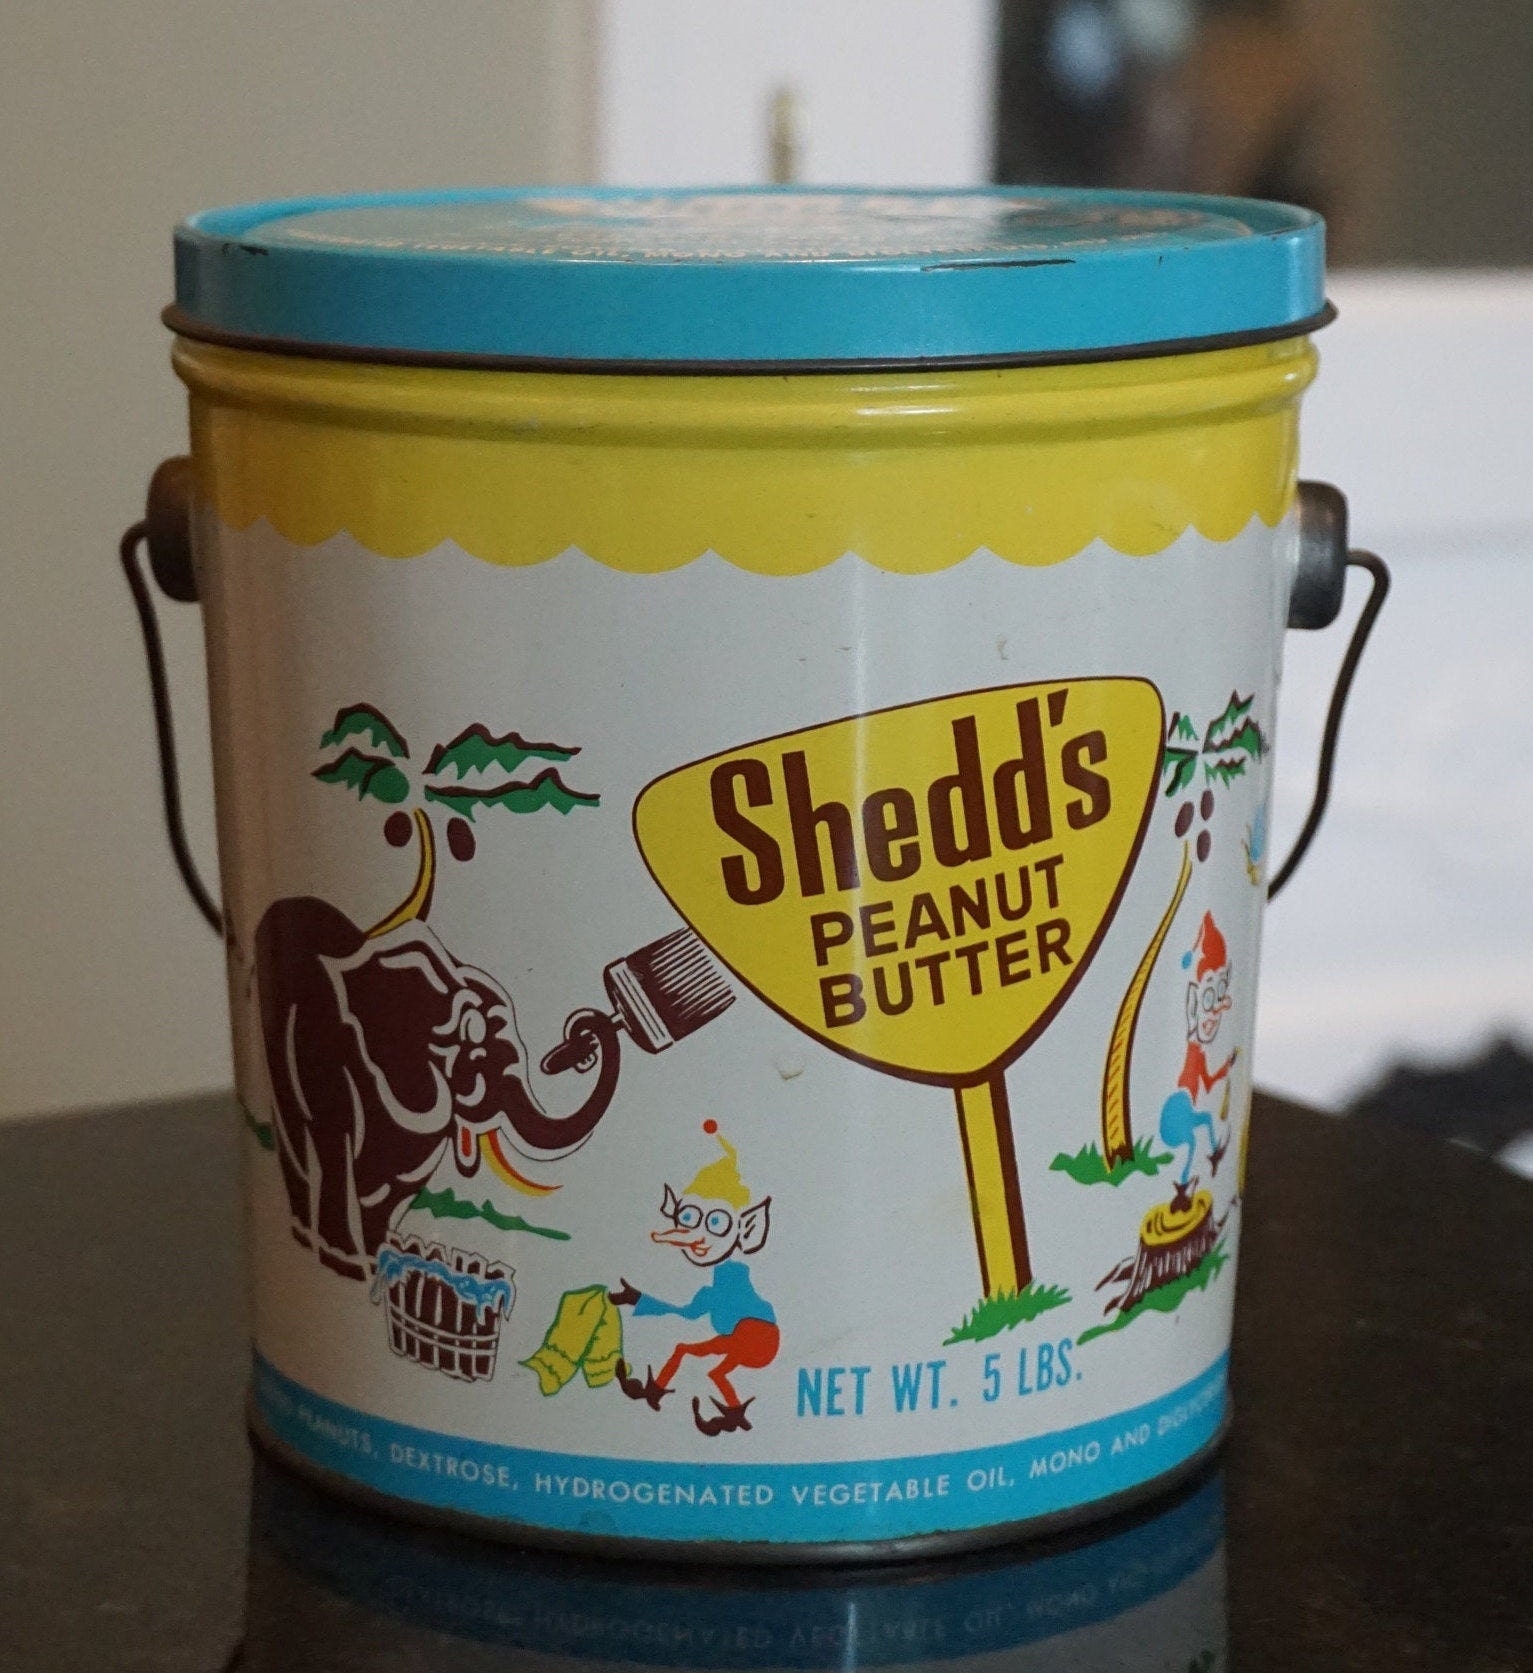 Shedd's
PEANUT
BUTTER
NET WT. 5 LBS.
PEANUTS, DEXTROSE, HYDROGENATED VEGETABLE OIL, MONO AND